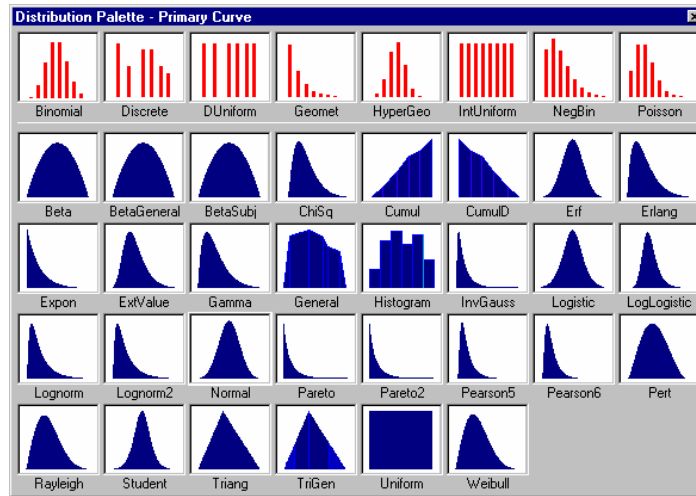 Distribution Palette - Primary Curve
Binomial Discrete DUniform Geomet HyperGeo IntUniform NegBin Poisson
Beta BetaGeneral BetaSubj ChiSq Cumul CumulD Erf Erlang
Expon ExtValue Gamma General Histogram InvGauss Logistic LogLogistic
Lognorm Lognorm2 Normal Pareto Pareto2 Pearson5 Pearson6 Pert
Rayleigh Student Triang TriGen Uniform Weibull